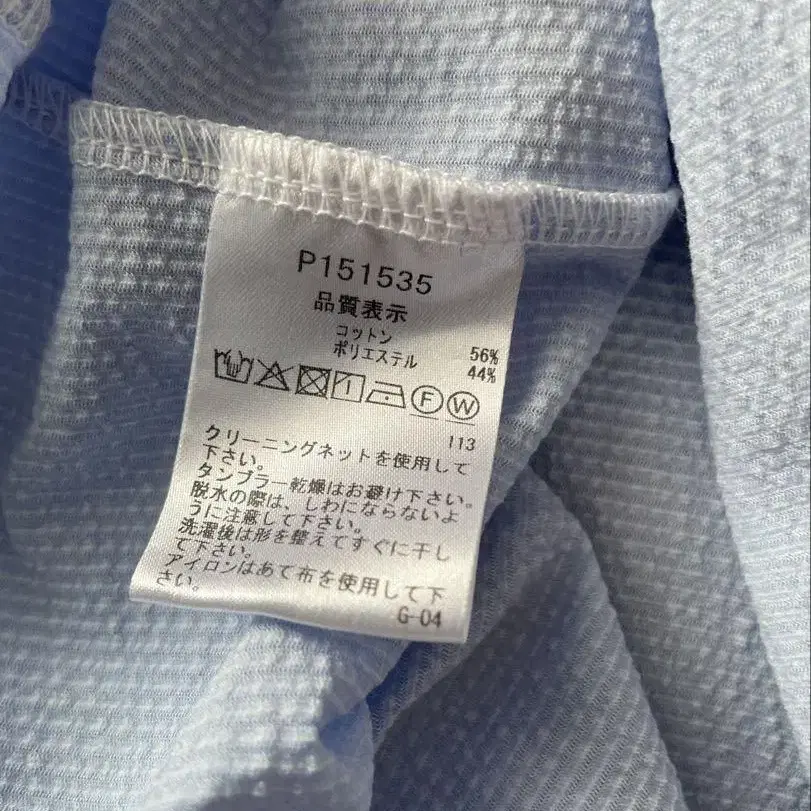 P151535
品質表示
コットン 56%
ポリエステル 44%
F W
113
クリーニングネットを使用して
下さい。
タンブラー乾燥はお避け下さい。
脱水の際は、しわにならないよ
うに注意して下さい。
洗濯後は形を整えてすぐに干し
て下さい。
アイロンはあて布を使用して下
さい。
G-04